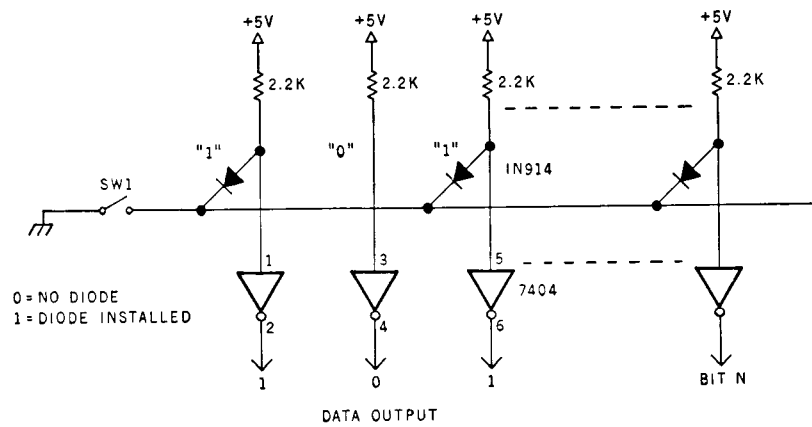 +5V +5V +5V +5V
2.2K 2.2K 2.2K 2.2K
"1" "0" "1"
IN914
SW1
1 3 5
7404
0 = NO DIODE
1 = DIODE INSTALLED
2 4 6
1 0 1 BIT N
DATA OUTPUT